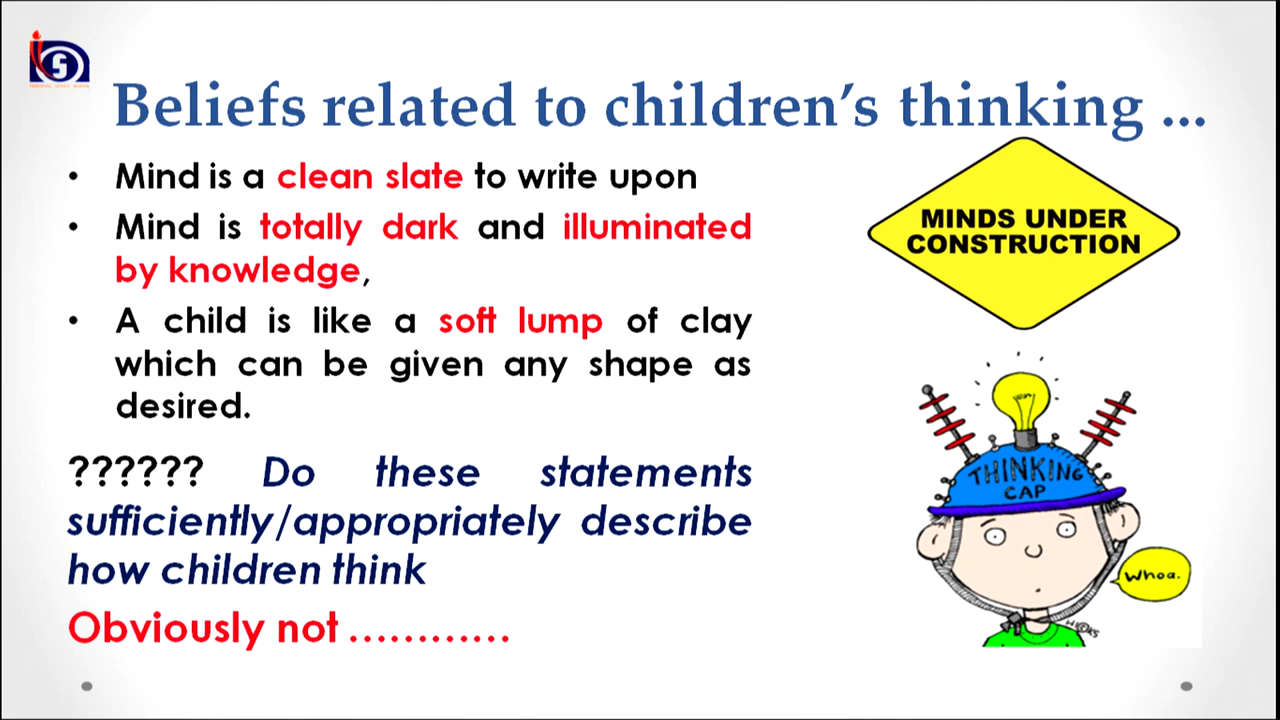 Beliefs related to children's thinking ...
• Mind is a clean slate to write upon
• Mind is totally dark and illuminated
by knowledge,
• A child is like a soft lump of clay
which can be given any shape as
desired.
?????? Do these statements
sufficiently/appropriately describe
how children think
Obviously not ............
MINDS UNDER
CONSTRUCTION
THINKING
CAP
Whoa.